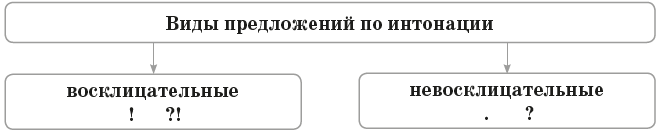 Виды предложений по интонации
восклицательные
! ?!
невосклицательные
. ?